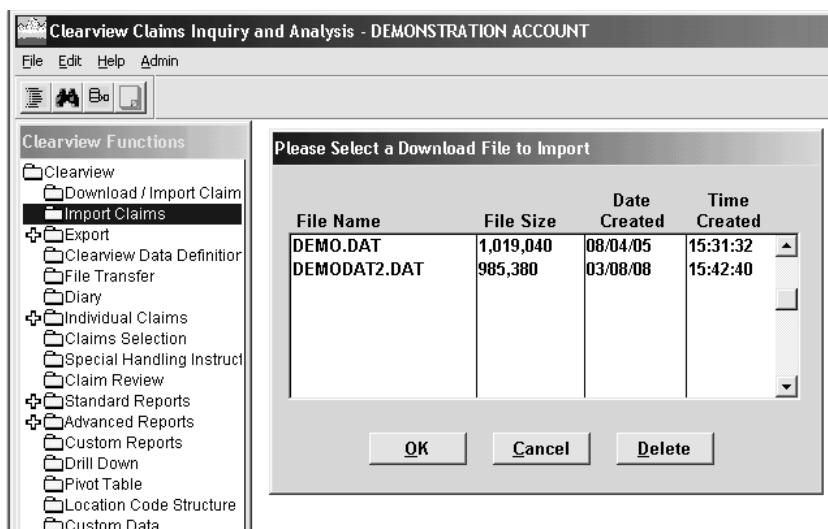 Clearview Claims Inquiry and Analysis - DEMONSTRATION ACCOUNT
File Edit Help Admin
Clearview Functions
Clearview
Download / Import Claim
Import Claims
Export
Clearview Data Definitior
File Transfer
Diary
Individual Claims
Claims Selection
Special Handling Instruct
Claim Review
Standard Reports
Advanced Reports
Custom Reports
Drill Down
Pivot Table
Location Code Structure
Custom Data
Please Select a Download File to Import
File Name File Size Date Created Time Created
DEMO.DAT 1,019,040 08/04/05 15:31:32
DEMODAT2.DAT 985,380 03/08/08 15:42:40
OK Cancel Delete